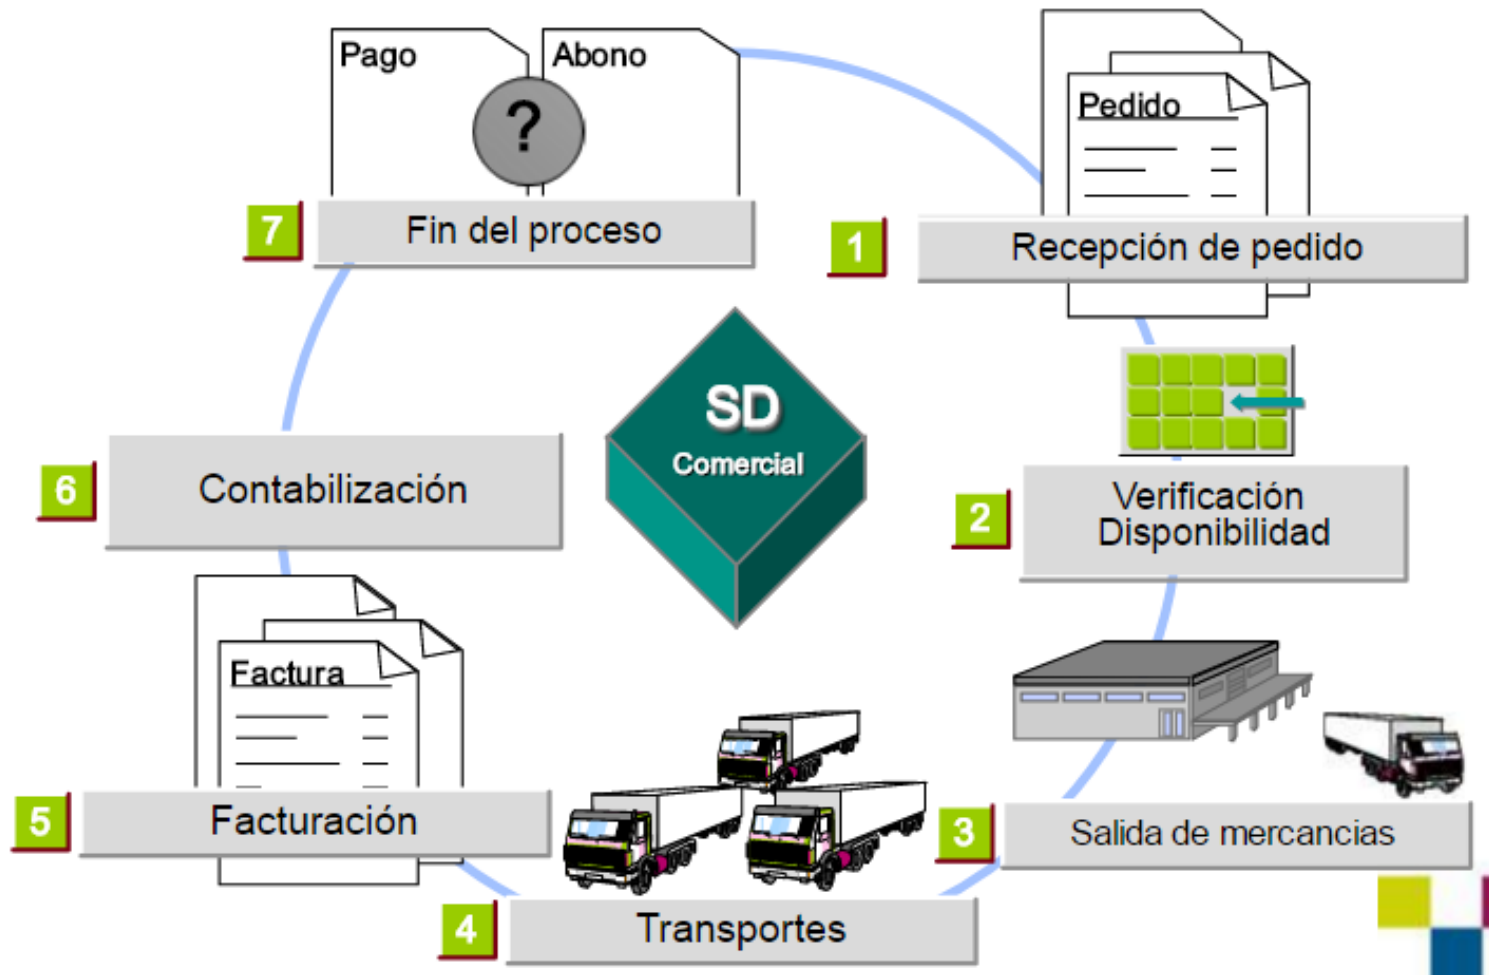 Pago
Abono
?
7
Fin del proceso
Pedido
1
Recepción de pedido
SD
Comercial
2
Verificación
Disponibilidad
6
Contabilización
Factura
5
Facturación
3
Salida de mercancias
4
Transportes